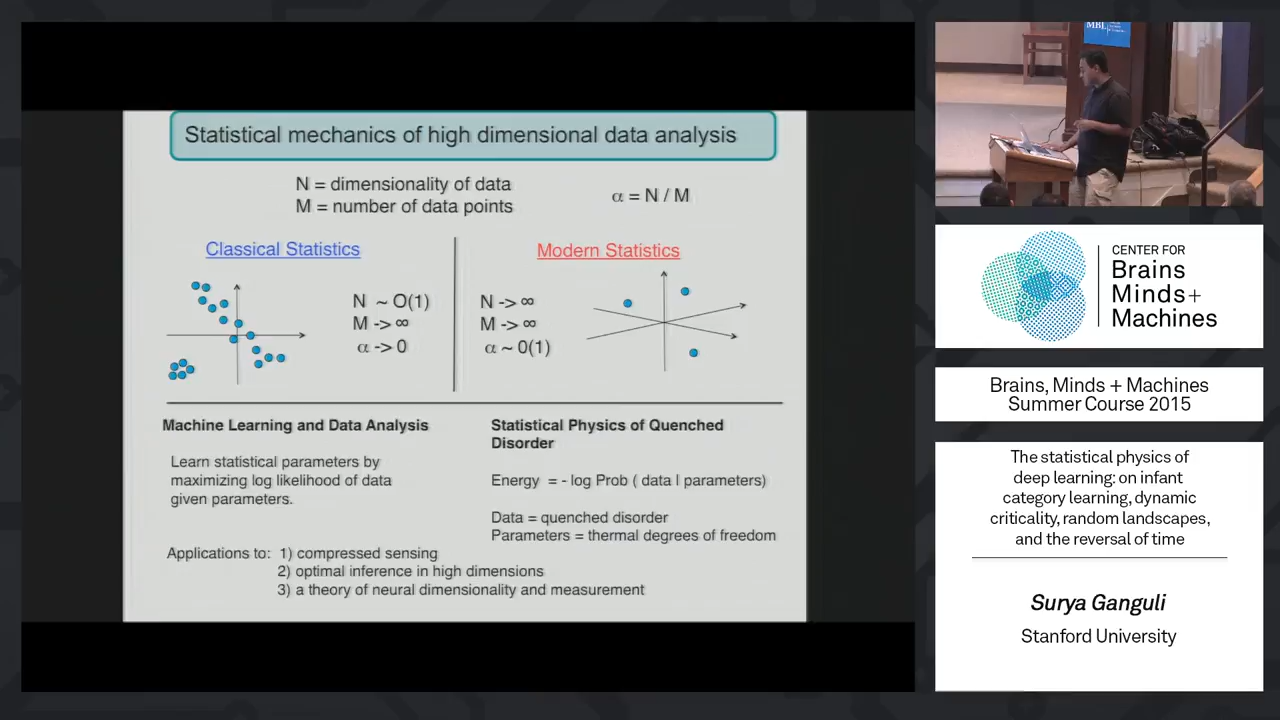 Statistical mechanics of high dimensional data analysis
N = dimensionality of data
M = number of data points
α = N / M
Classical Statistics
N ~ O(1)
M -> ∞
α -> 0
Modern Statistics
N -> ∞
M -> ∞
α ~ 0(1)
Machine Learning and Data Analysis
Learn statistical parameters by
maximizing log likelihood of data
given parameters.
Statistical Physics of Quenched
Disorder
Energy = - log Prob ( data | parameters)
Data = quenched disorder
Parameters = thermal degrees of freedom
Applications to: 1) compressed sensing
2) optimal inference in high dimensions
3) a theory of neural dimensionality and measurement
MBL
CENTER FOR
Brains
Minds+
Machines
Brains, Minds + Machines
Summer Course 2015
The statistical physics of
deep learning: on infant
category learning, dynamic
criticality, random landscapes,
and the reversal of time
Surya Ganguli
Stanford University